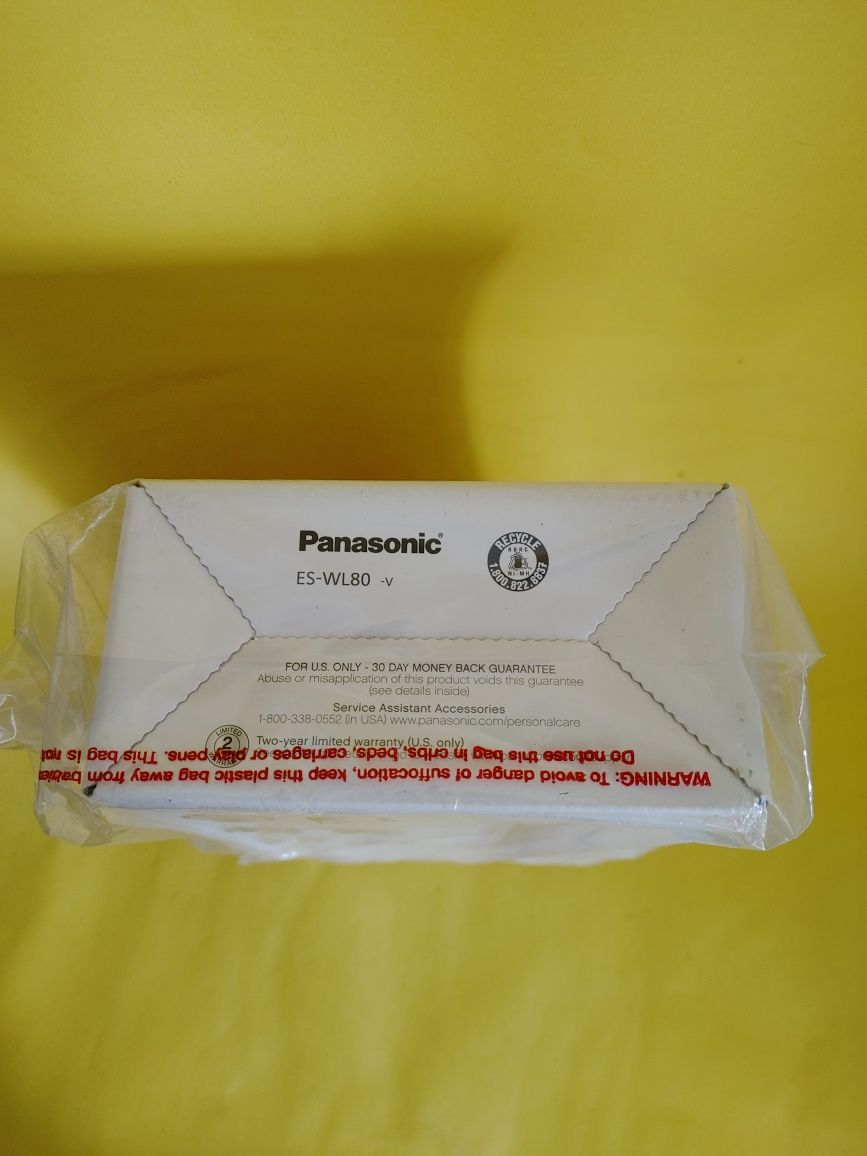 Panasonic®
ES-WL80 -V
RECYCLE
RBRC
Ni-MH
1.800.822.8837
FOR U.S. ONLY - 30 DAY MONEY BACK GUARANTEE
Abuse or misapplication of this product voids this guarantee
(see details inside)
Service Assistant Accessories
1-800-338-0552 (in USA) www.panasonic.com/personalcare
LIMITED
2
Two-year limited warranty (U.S. only)
WARNING: To avoid danger of suffocation, keep this plastic bag away from babies
Do not use this bag in cribs, beds, carriages or play pens. This bag is not